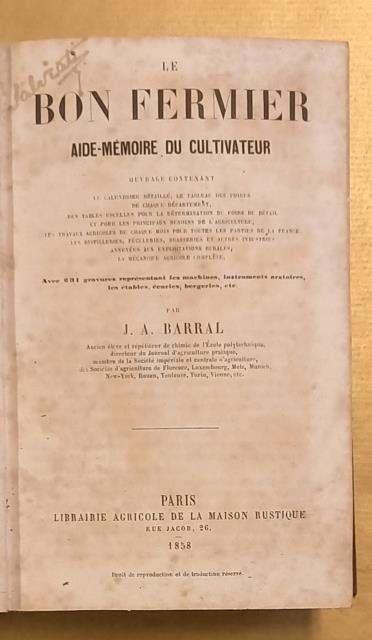 LE
BON FERMIER
AIDE-MÉMOIRE DU CULTIVATEUR
OUVRAGE CONTENANT
LE CALENDRIER DÉTAILLÉ, LE TABLEAU DES FOIRES
DE CHAQUE DÉPARTEMENT,
DES TABLES USUELLES POUR LA DÉTERMINATION DU POIDS DU BÉTAIL
ET POUR LES PRINCIPAUX BESOINS DE L'AGRICULTURE,
LES TRAVAUX AGRICOLES DE CHAQUE MOIS POUR TOUTES LES PARTIES DE LA FRANCE
LES DISTILLERIES, FÉCULERIES, BRASSERIES ET AUTRES INDUSTRIES
ANNEXÉES AUX EXPLOITATIONS RURALES,
LA MÉCANIQUE AGRICOLE COMPLÈTE;
Avec 231 gravures représentant les machines, instruments aratoires,
les étables, écuries, bergeries, etc.
PAR
J. A. BARRAL
Ancien élève et répétiteur de chimie de l'École polytechnique,
directeur du Journal d'agriculture pratique,
membre de la Société impériale et centrale d'agriculture,
des Sociétés d'agriculture de Florence, Luxembourg, Metz, Munich,
New-York, Rouen, Toulouse, Turin, Vienne, etc.
PARIS
LIBRAIRIE AGRICOLE DE LA MAISON RUSTIQUE
RUE JACOB, 26.
1858
Droit de reproduction et de traduction réservé.